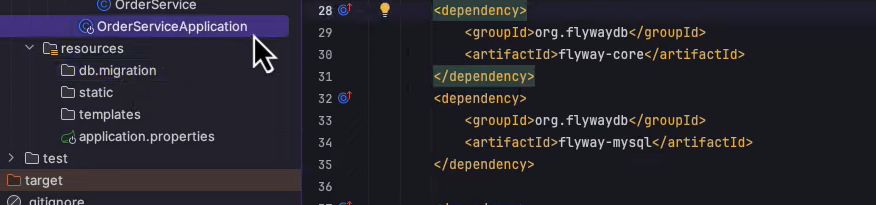 OrderService
OrderServiceApplication
resources
db.migration
static
templates
application.properties
test
target
.gitignore
28 <dependency>
29 <groupId>org.flywaydb</groupId>
30 <artifactId>flyway-core</artifactId>
31 </dependency>
32 <dependency>
33 <groupId>org.flywaydb</groupId>
34 <artifactId>flyway-mysql</artifactId>
35 </dependency>
36